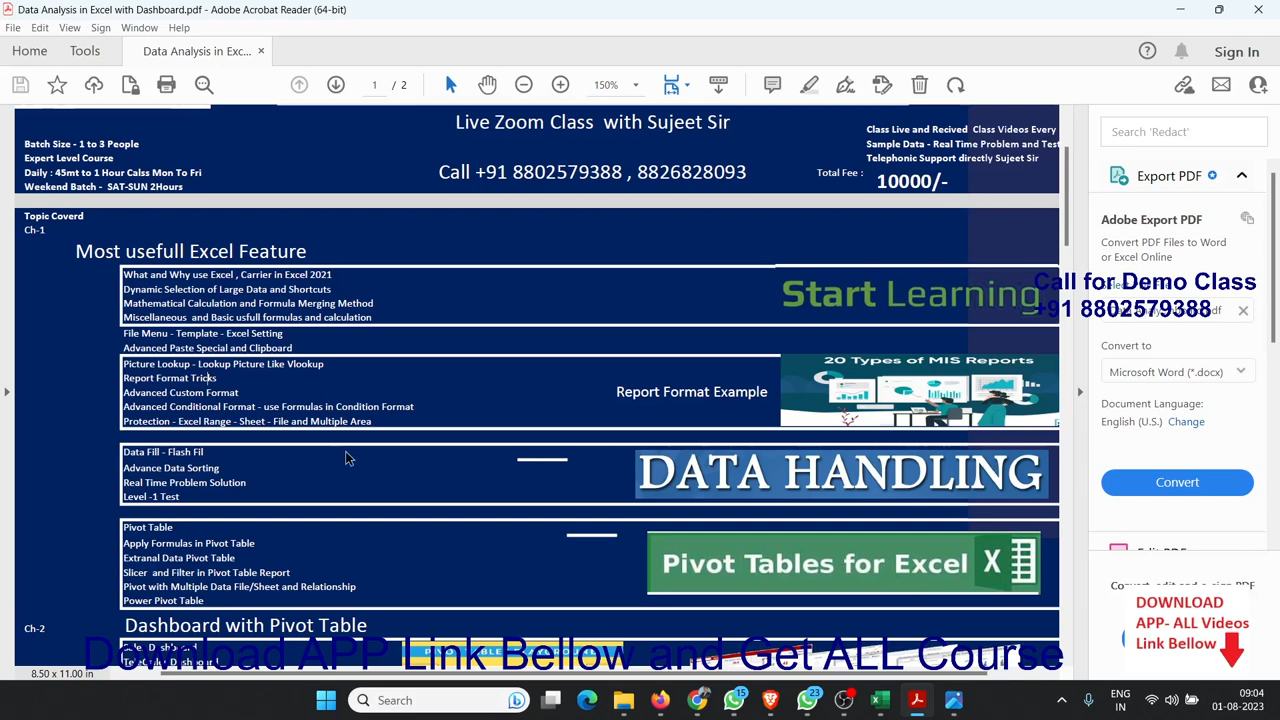 Data Analysis in Excel with Dashboard.pdf - Adobe Acrobat Reader (64-bit)
File Edit View Sign Window Help
Home Tools Data Analysis in Exc... × Sign In
1 / 2 150% Search 'Redact'
Live Zoom Class with Sujeet Sir
Batch Size - 1 to 3 People
Expert Level Course
Daily : 45mt to 1 Hour Calss Mon To Fri
Weekend Batch - SAT-SUN 2Hours
Call +91 8802579388 , 8826828093
Class Live and Recived Class Videos Every
Sample Data - Real Time Problem and Test
Telephonic Support directly Sujeet Sir
Total Fee : 10000/-
Topic Coverd
Ch-1
Most usefull Excel Feature
What and Why use Excel , Carrier in Excel 2021
Dynamic Selection of Large Data and Shortcuts
Mathematical Calculation and Formula Merging Method
Miscellaneous and Basic usfull formulas and calculation
Start Learning
File Menu - Template - Excel Setting
Advanced Paste Special and Clipboard
Picture Lookup - Lookup Picture Like Vlookup
Report Format Tricks
Advanced Custom Format
Advanced Conditional Format - use Formulas in Condition Format
Protection - Excel Range - Sheet - File and Multiple Area
Report Format Example
20 Types of MIS Reports
Data Fill - Flash Fil
Advance Data Sorting
Real Time Problem Solution
Level -1 Test
DATA HANDLING
Pivot Table
Apply Formulas in Pivot Table
Extranal Data Pivot Table
Slicer and Filter in Pivot Table Report
Pivot with Multiple Data File/Sheet and Relationship
Power Pivot Table
Pivot Tables for Excel
Ch-2
Dashboard with Pivot Table
Download APP Link Bellow and Get ALL Course
8.50 x 11.00 in
Export PDF
Adobe Export PDF
Convert PDF Files to Word
or Excel Online
Call for Demo Class
+91 8802579388
Convert to
Microsoft Word (*.docx)
Document Language:
English (U.S.) Change
Convert
DOWNLOAD
APP- ALL Videos
Link Bellow
Search
15
23
ENG
IN
09:04
01-08-2023